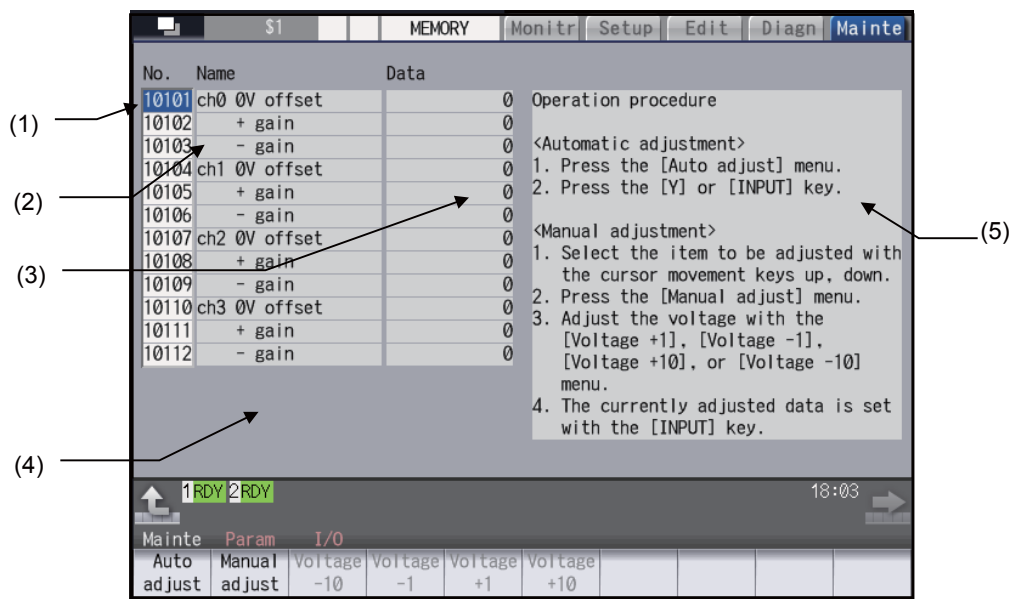 $1 MEMORY Monitr Setup Edit Diagn Mainte
No. Name Data
10101 ch0 0V offset 0
10102 + gain 0
10103 - gain 0
10104 ch1 0V offset 0
10105 + gain 0
10106 - gain 0
10107 ch2 0V offset 0
10108 + gain 0
10109 - gain 0
10110 ch3 0V offset 0
10111 + gain 0
10112 - gain 0
Operation procedure
<Automatic adjustment>
1. Press the [Auto adjust] menu.
2. Press the [Y] or [INPUT] key.
<Manual adjustment>
1. Select the item to be adjusted with
the cursor movement keys up, down.
2. Press the [Manual adjust] menu.
3. Adjust the voltage with the
[Voltage +1], [Voltage -1],
[Voltage +10], or [Voltage -10]
menu.
4. The currently adjusted data is set
with the [INPUT] key.
(1)
(2)
(3)
(4)
(5)
1 RDY 2 RDY 18:03
Mainte Param I/O
Auto Manual Voltage Voltage Voltage Voltage
adjust adjust -10 -1 +1 +10